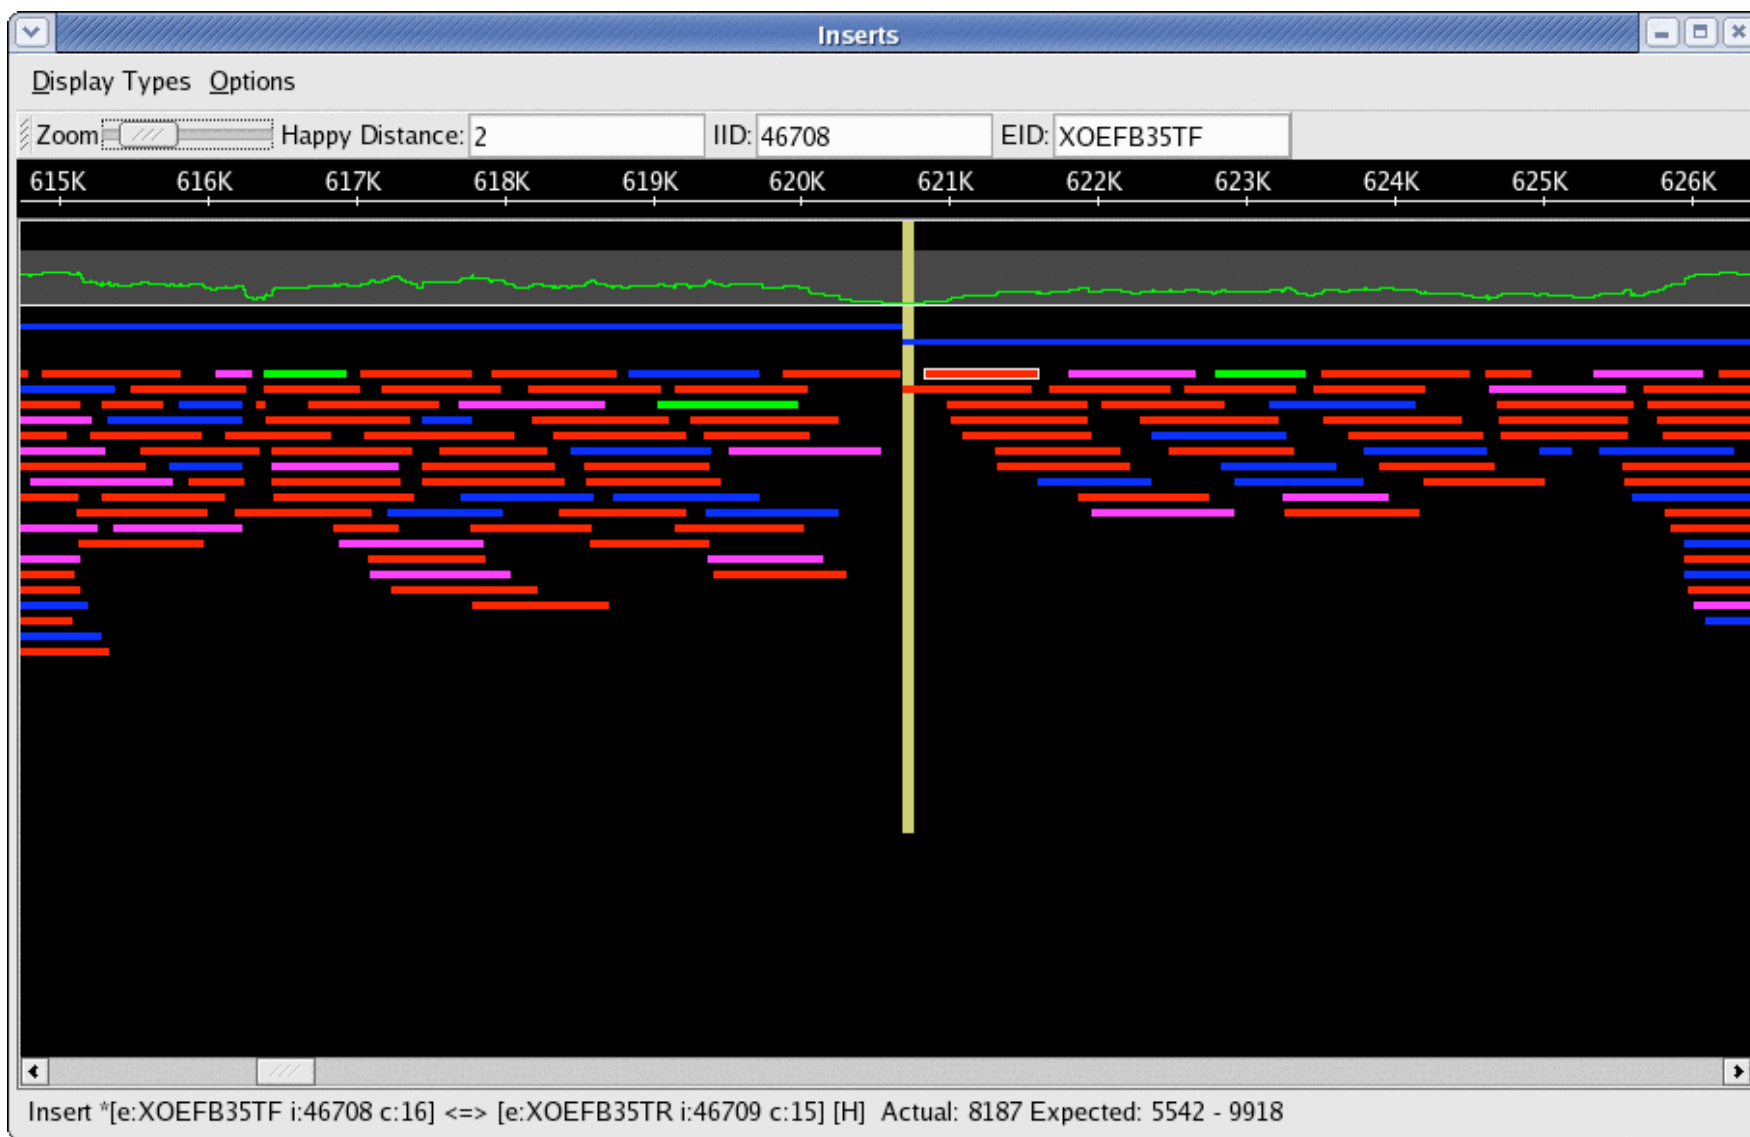 Inserts
Display Types Options
Zoom Happy Distance: 2 IID: 46708 EID: XOEFB35TF
615K 616K 617K 618K 619K 620K 621K 622K 623K 624K 625K 626K
Insert *[e:XOEFB35TF i:46708 c:16] <=> [e:XOEFB35TR i:46709 c:15] [H] Actual: 8187 Expected: 5542 - 9918